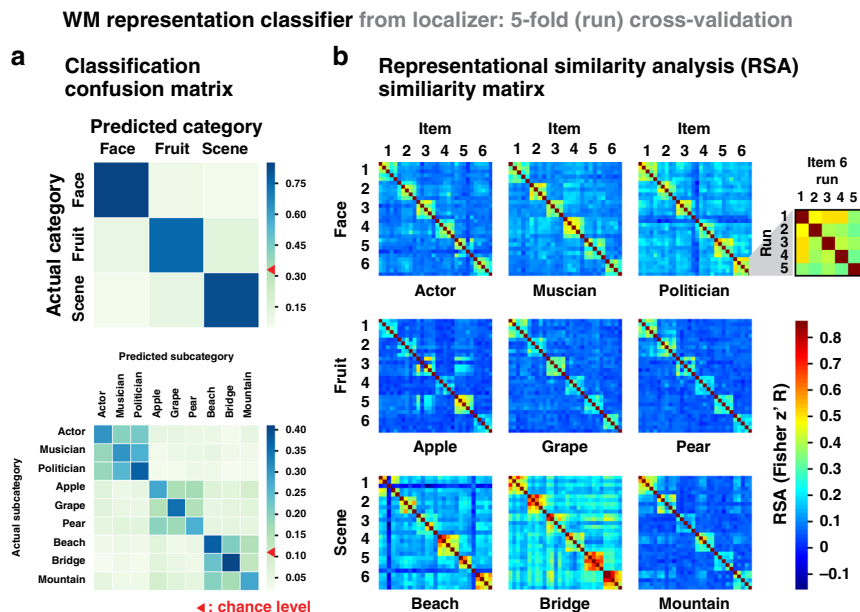 WM representation classifier from localizer: 5-fold (run) cross-validation
a
Classification
confusion matrix
Predicted category
Face Fruit Scene
Actual category
Face
Fruit
Scene
0.75
0.60
0.45
0.30
0.15
Predicted subcategory
Actor
Musician
Politician
Apple
Grape
Pear
Beach
Bridge
Mountain
Actual subcategory
Actor
Musician
Politician
Apple
Grape
Pear
Beach
Bridge
Mountain
0.40
0.35
0.30
0.25
0.20
0.15
0.10
0.05
: chance level
b
Representational similarity analysis (RSA)
similiarity matirx
Item Item Item
1 2 3 4 5 6 1 2 3 4 5 6 1 2 3 4 5 6
Face
1
2
3
4
5
6
Actor Muscian Politician
Item 6
run
1 2 3 4 5
Run
1
2
3
4
5
Fruit
1
2
3
4
5
6
Apple Grape Pear
Scene
1
2
3
4
5
6
Beach Bridge Mountain
RSA (Fisher z' R)
0.8
0.7
0.6
0.5
0.4
0.3
0.2
0.1
0
−0.1